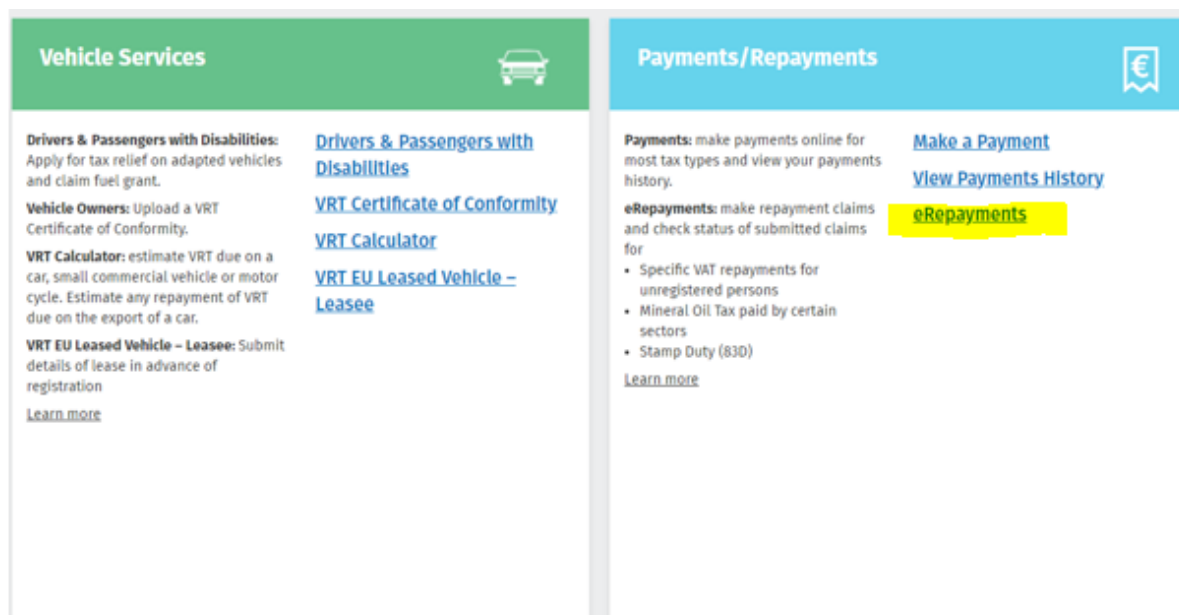 Vehicle Services
Drivers & Passengers with Disabilities:
Apply for tax relief on adapted vehicles
and claim fuel grant.
Vehicle Owners: Upload a VRT
Certificate of Conformity.
VRT Calculator: estimate VRT due on a
car, small commercial vehicle or motor
cycle. Estimate any repayment of VRT
due on the export of a car.
VRT EU Leased Vehicle – Leasee: Submit
details of lease in advance of
registration
Learn more
Drivers & Passengers with
Disabilities
VRT Certificate of Conformity
VRT Calculator
VRT EU Leased Vehicle –
Leasee
Payments/Repayments
€
Payments: make payments online for
most tax types and view your payments
history.
eRepayments: make repayment claims
and check status of submitted claims
for
• Specific VAT repayments for
unregistered persons
• Mineral Oil Tax paid by certain
sectors
• Stamp Duty (83D)
Learn more
Make a Payment
View Payments History
eRepayments